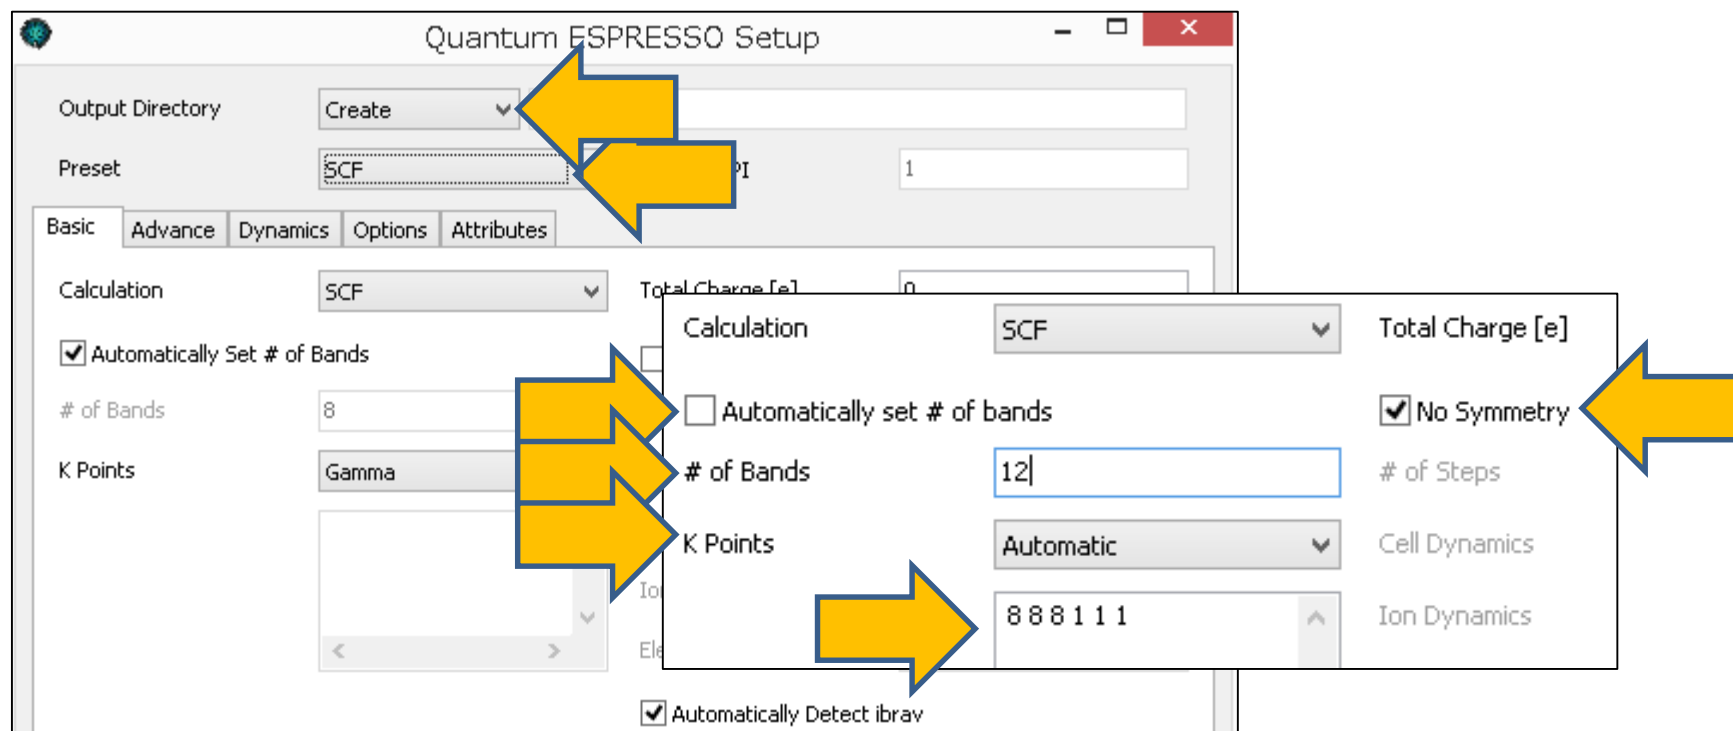 Quantum ESPRESSO Setup
Output Directory Create
Preset SCF PI 1
Basic Advance Dynamics Options Attributes
Calculation SCF Total Charge [e] 0
Automatically Set # of Bands
# of Bands 8
K Points Gamma
Calculation SCF Total Charge [e]
Automatically set # of bands No Symmetry
# of Bands 12 # of Steps
K Points Automatic Cell Dynamics
8 8 8 1 1 1 Ion Dynamics
Automatically Detect ibrav